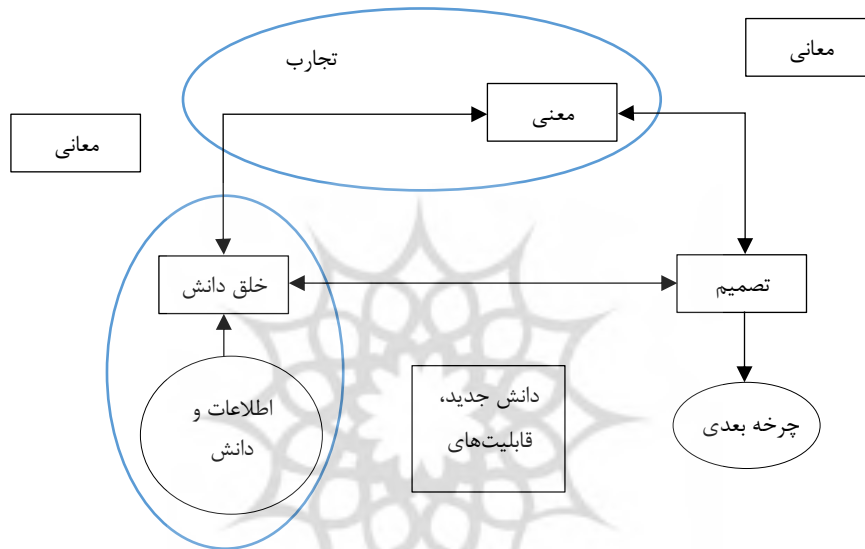 معانی
تجارب
معنی
معانی
خلق دانش
تصمیم
اطلاعات و
دانش
دانش جدید،
قابلیت‌های
چرخه بعدی